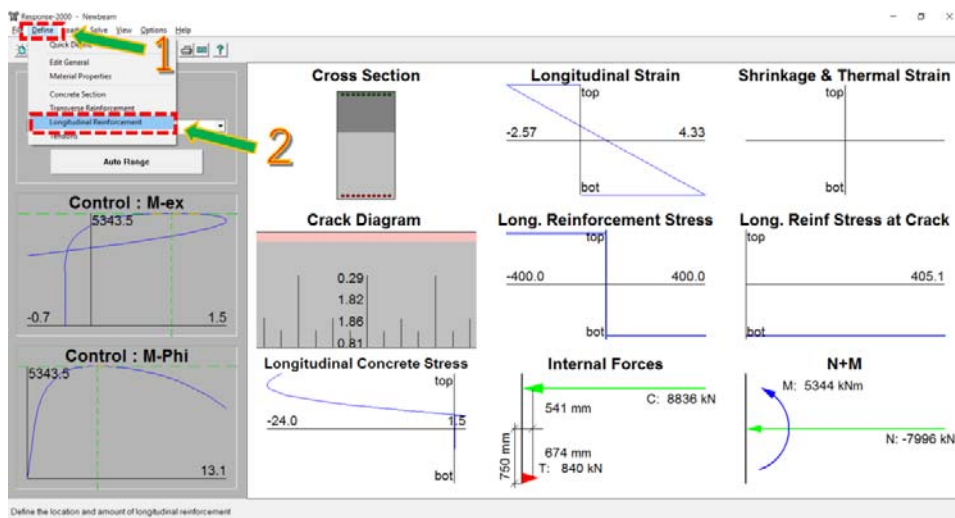 Response-2000 - Newbeam
Define Solve View Options Help
1
Edit General
Material Properties
Concrete Section
Transverse Reinforcement
Longitudinal Reinforcement
2
Auto Range
Control : M-ex
5343.5
-0.7 1.5
Control : M-Phi
5343.5
13.1
Cross Section
Longitudinal Strain
top
-2.57 4.33
bot
Shrinkage & Thermal Strain
top
bot
Crack Diagram
0.29
1.82
1.86
0.81
Long. Reinforcement Stress
top
-400.0 400.0
bot
Long. Reinf Stress at Crack
top
405.1
bot
Longitudinal Concrete Stress
top
-24.0 1.5
bot
Internal Forces
C: 8836 kN
541 mm
750 mm
674 mm
T: 840 kN
N+M
M: 5344 kNm
N: -7996 kN
Define the location and amount of longitudinal reinforcement